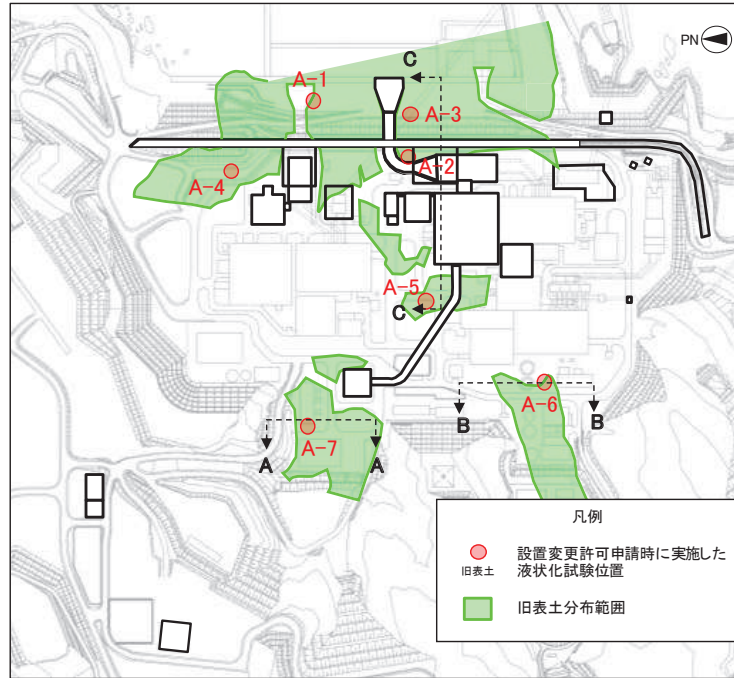 PN
C
A-1
A-3
A-2
A-4
A-5
C
A-6
B
B
A-7
A
A
凡例
設置変更許可申請時に実施した
旧表土
液状化試験位置
旧表土分布範囲